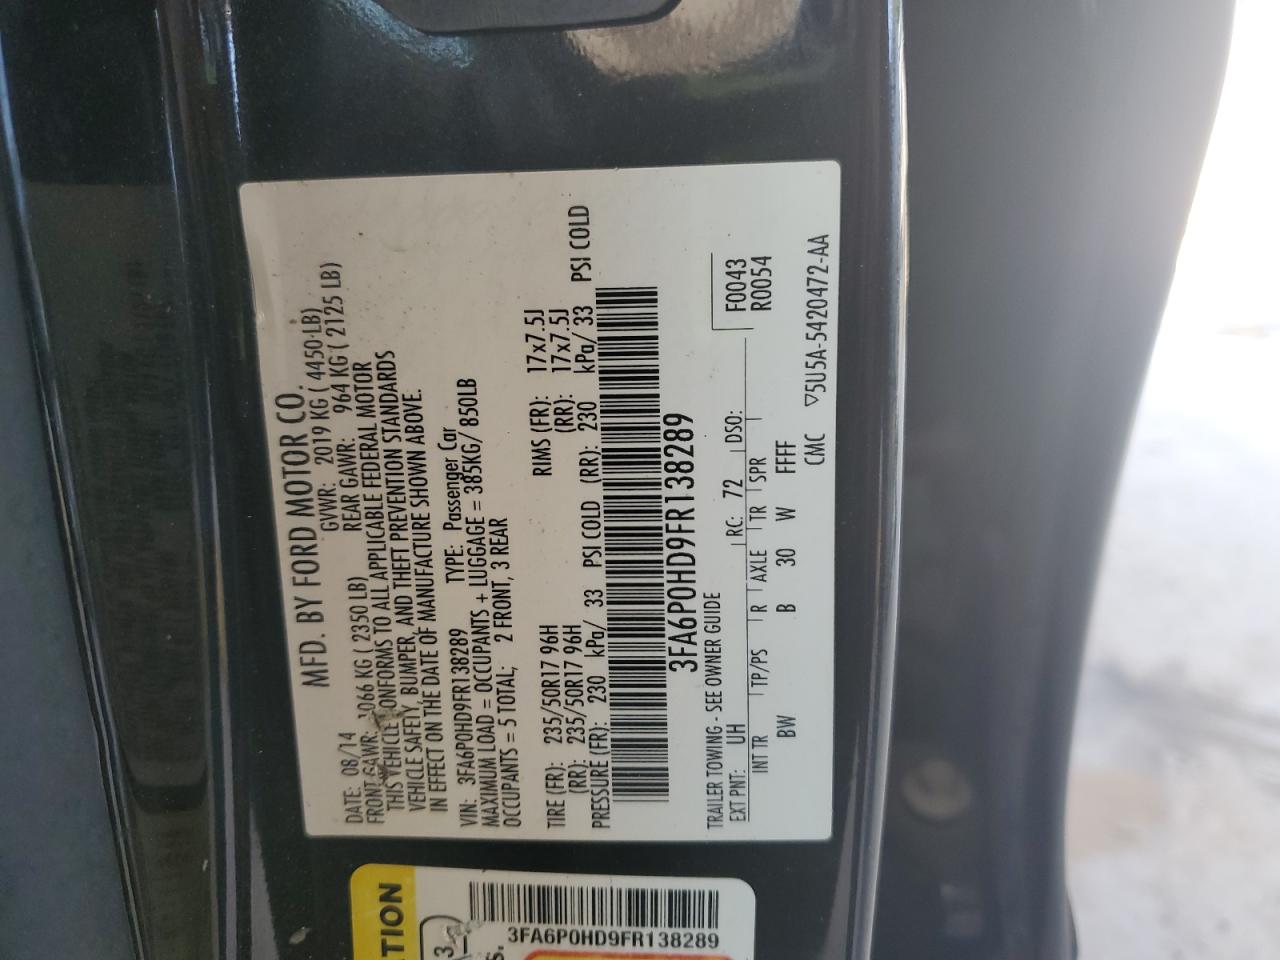 MFD. BY FORD MOTOR CO.
DATE: 08/14 GVWR: 2019 KG ( 4450 LB)
FRONT GAWR: 1066 KG ( 2350 LB) REAR GAWR: 964 KG ( 2125 LB)
THIS VEHICLE CONFORMS TO ALL APPLICABLE FEDERAL MOTOR
VEHICLE SAFETY, BUMPER, AND THEFT PREVENTION STANDARDS
IN EFFECT ON THE DATE OF MANUFACTURE SHOWN ABOVE.
VIN: 3FA6P0HD9FR138289 TYPE: Passenger Car
MAXIMUM LOAD = OCCUPANTS + LUGGAGE = 385KG/ 850LB
OCCUPANTS = 5 TOTAL; 2 FRONT, 3 REAR
TIRE (FR): 235/50R17 96H RIMS (FR): 17x7.5J
(RR): 235/50R17 96H (RR): 17x7.5J
PRESSURE (FR): 230 kPa/ 33 PSI COLD (RR): 230 kPa/ 33 PSI COLD
3FA6P0HD9FR138289
F0043
R0054
TRAILER TOWING - SEE OWNER GUIDE
EXT PNT: UH RC: 72 DSO:
INT TR TP/PS R AXLE TR SPR
BW B 30 W FFFF
CMC ▽5U5A-5420472-AA
3FA6P0HD9FR138289